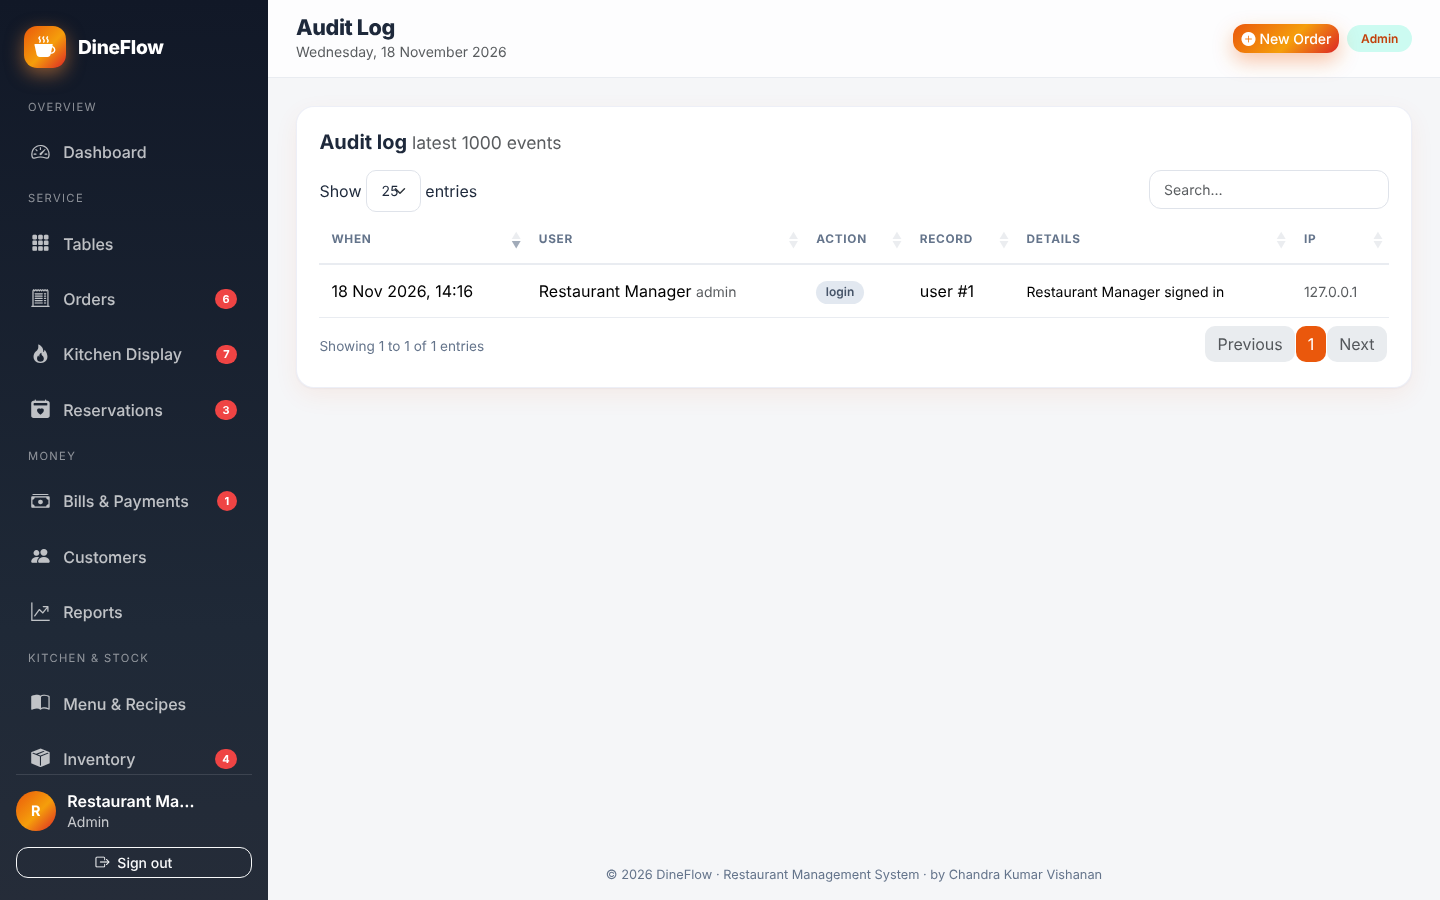 DineFlow
OVERVIEW
Dashboard
SERVICE
Tables
Orders 6
Kitchen Display 7
Reservations 3
MONEY
Bills & Payments 1
Customers
Reports
KITCHEN & STOCK
Menu & Recipes
Inventory 4
R
Restaurant Ma...
Admin
Sign out
Audit Log
Wednesday, 18 November 2026
New Order
Admin
Audit log latest 1000 events
Show 25 entries
Search...
WHEN USER ACTION RECORD DETAILS IP
18 Nov 2026, 14:16 Restaurant Manager admin login user #1 Restaurant Manager signed in 127.0.0.1
Showing 1 to 1 of 1 entries
Previous 1 Next
© 2026 DineFlow · Restaurant Management System · by Chandra Kumar Vishanan